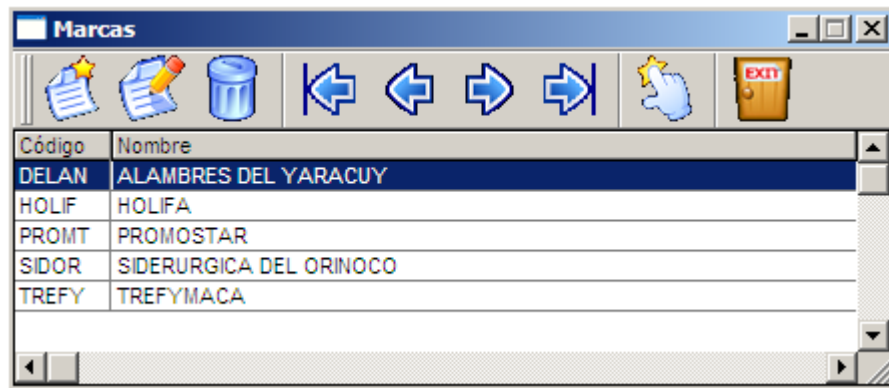 Marcas
EXIT
Código Nombre
DELAN ALAMBRES DEL YARACUY
HOLIF HOLIFA
PROMT PROMOSTAR
SIDOR SIDERURGICA DEL ORINOCO
TREFY TREFYMACA